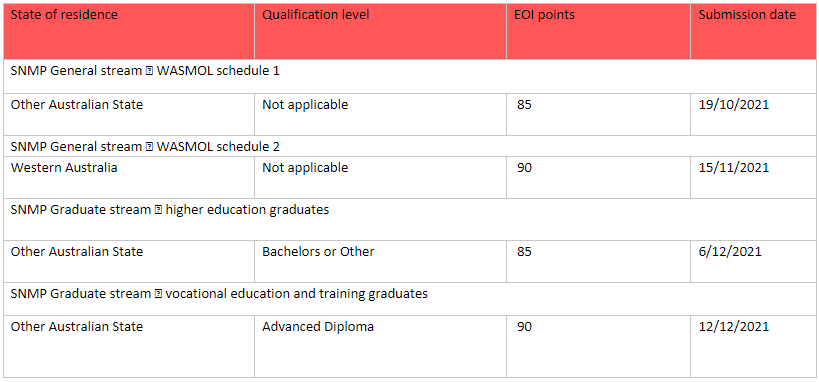 State of residence Qualification level EOI points Submission date
SNMP General stream ⍰ WASMOL schedule 1
Other Australian State Not applicable 85 19/10/2021
SNMP General stream ⍰ WASMOL schedule 2
Western Australia Not applicable 90 15/11/2021
SNMP Graduate stream ⍰ higher education graduates
Other Australian State Bachelors or Other 85 6/12/2021
SNMP Graduate stream ⍰ vocational education and training graduates
Other Australian State Advanced Diploma 90 12/12/2021